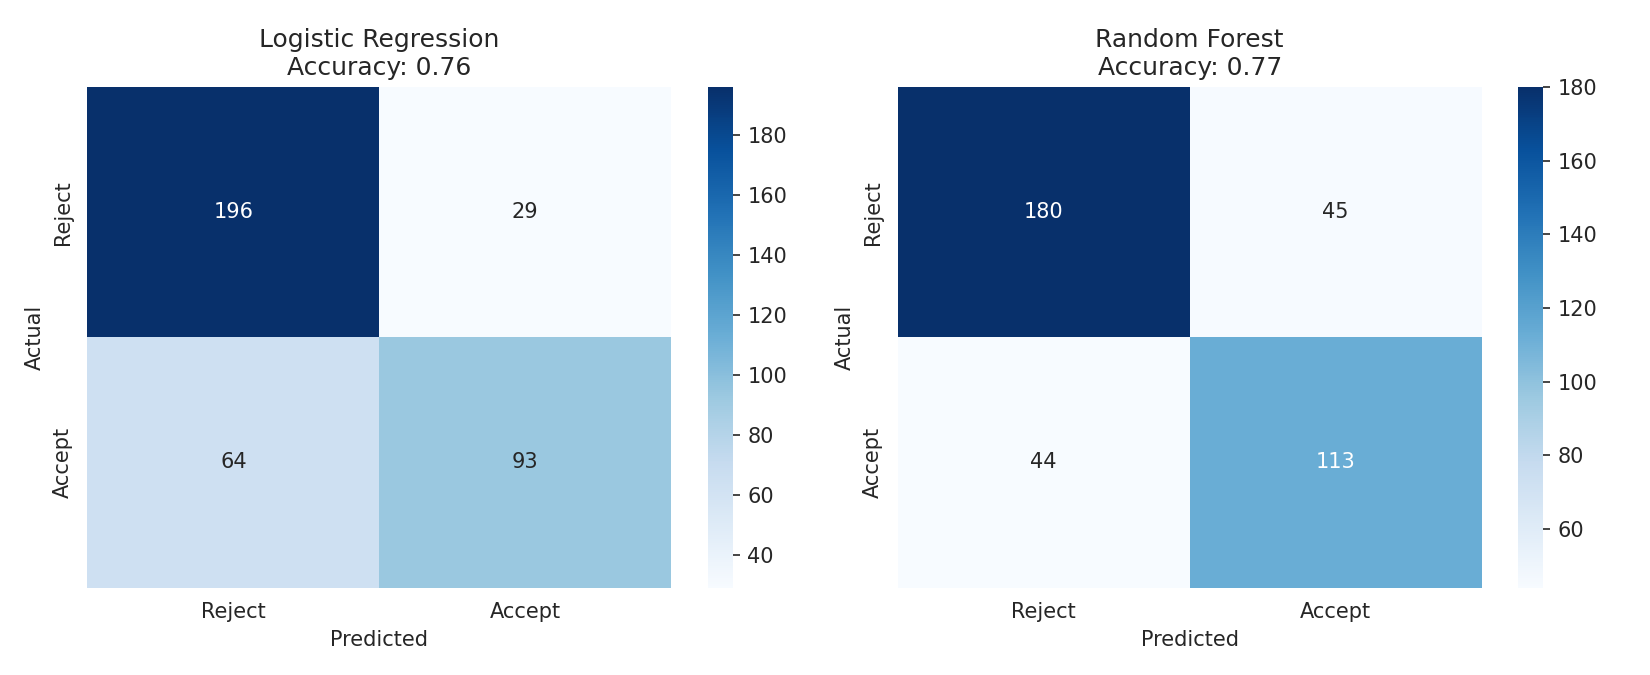 Logistic Regression
Accuracy: 0.76
Actual
Reject
Accept
196
29
64
93
Reject
Accept
Predicted
180
160
140
120
100
80
60
40
Random Forest
Accuracy: 0.77
Actual
Reject
Accept
180
45
44
113
Reject
Accept
Predicted
180
160
140
120
100
80
60